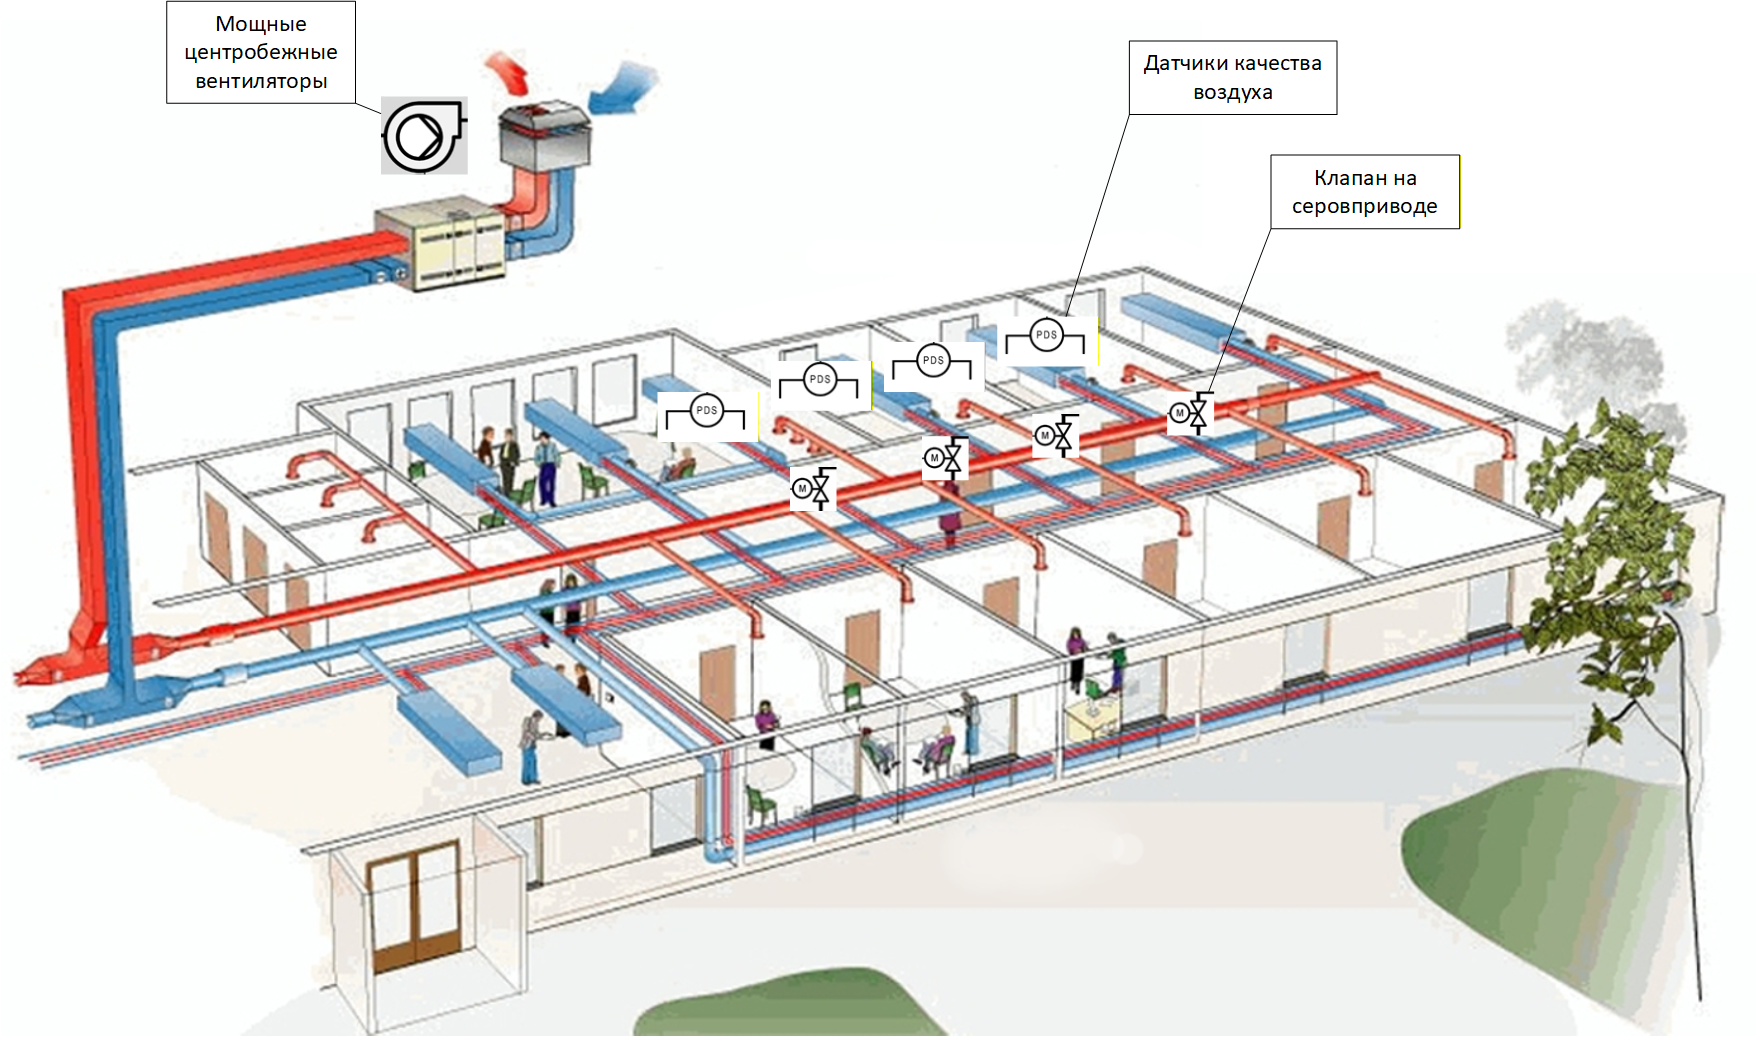 Мощные
центробежные
вентиляторы
Датчики качества
воздуха
Клапан на
серовприводе
PDS
PDS
PDS
PDS
M
M
M
M